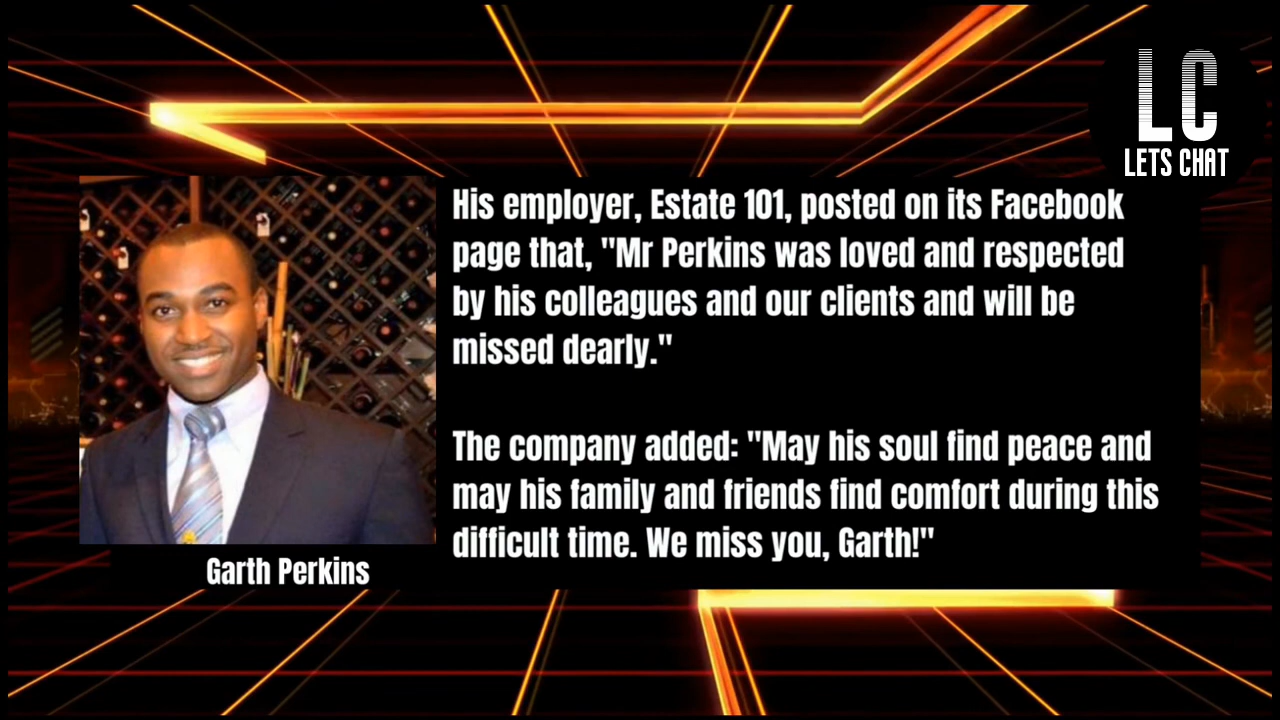 LC
LETS CHAT
His employer, Estate 101, posted on its Facebook
page that, "Mr Perkins was loved and respected
by his colleagues and our clients and will be
missed dearly."
The company added: "May his soul find peace and
may his family and friends find comfort during this
difficult time. We miss you, Garth!"
Garth Perkins